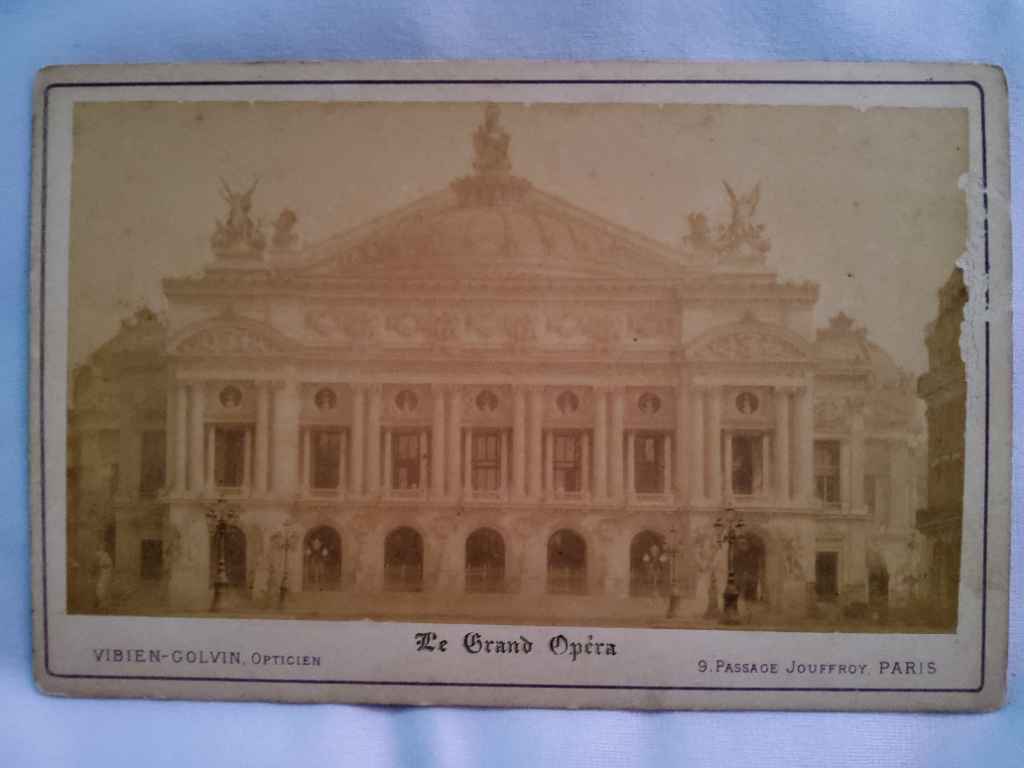 Le Grand Opéra
VIBIEN-GOLVIN, OPTICIEN
9. PASSAGE JOUFFROY, PARIS